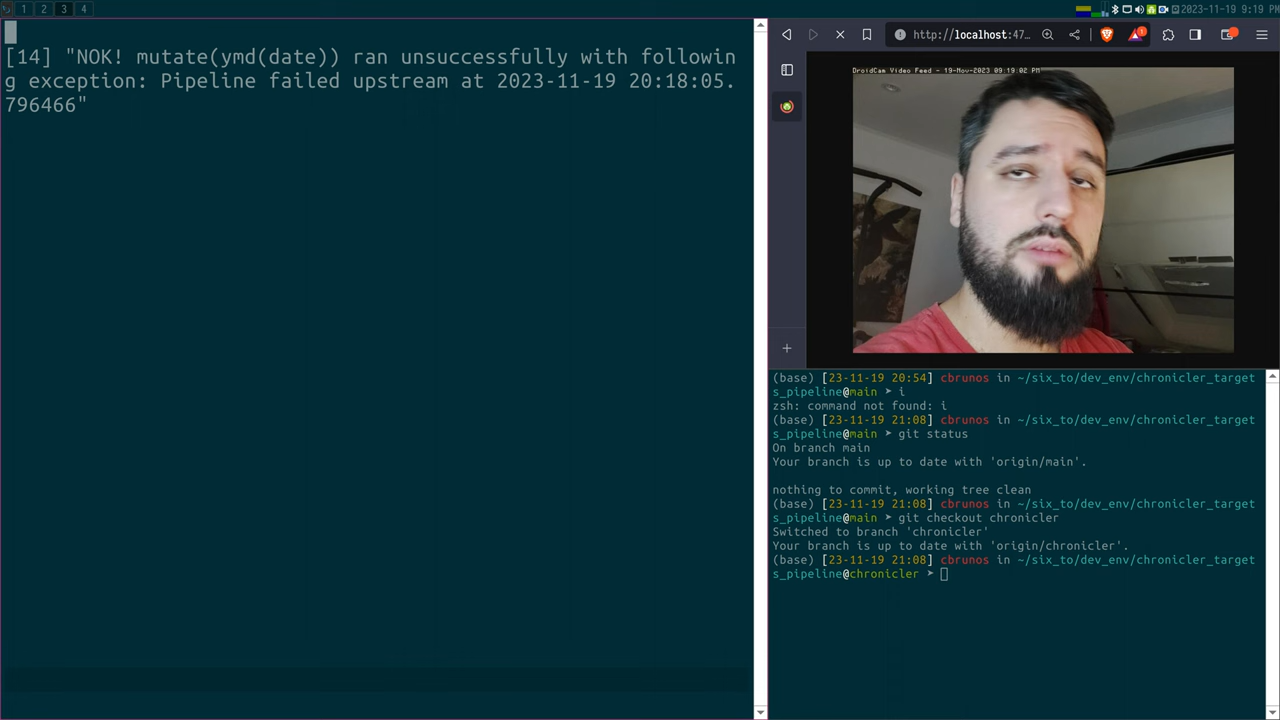 1 2 3 4
2023-11-19 9:19 PM
[14] "NOK! mutate(ymd(date)) ran unsuccessfully with followin
g exception: Pipeline failed upstream at 2023-11-19 20:18:05.
796466"
http://localhost:47...
1
DroidCam Video Feed - 19-Nov-2023 09:19:02 PM
(base) [23-11-19 20:54] cbrunos in ~/six_to/dev_env/chronicler_target
s_pipeline@main ➤ i
zsh: command not found: i
(base) [23-11-19 21:08] cbrunos in ~/six_to/dev_env/chronicler_target
s_pipeline@main ➤ git status
On branch main
Your branch is up to date with 'origin/main'.
nothing to commit, working tree clean
(base) [23-11-19 21:08] cbrunos in ~/six_to/dev_env/chronicler_target
s_pipeline@main ➤ git checkout chronicler
Switched to branch 'chronicler'
Your branch is up to date with 'origin/chronicler'.
(base) [23-11-19 21:08] cbrunos in ~/six_to/dev_env/chronicler_target
s_pipeline@chronicler ➤